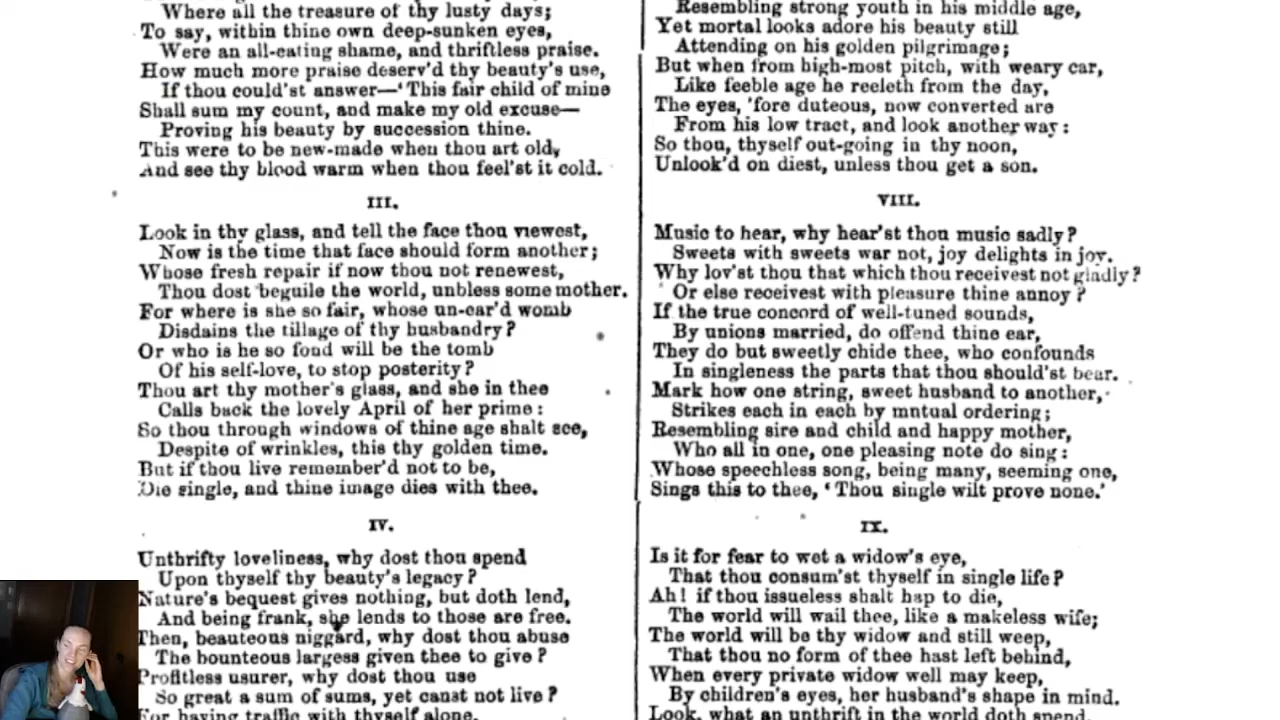 Where all the treasure of thy lusty days;
To say, within thine own deep-sunken eyes,
Were an all-eating shame, and thriftless praise.
How much more praise deserv'd thy beauty's use,
If thou could'st answer—‘This fair child of mine
Shall sum my count, and make my old excuse—
Proving his beauty by succession thine.
This were to be new-made when thou art old,
And see thy blood warm when thou feel'st it cold.
III.
Look in thy glass, and tell the face thou viewest,
Now is the time that face should form another;
Whose fresh repair if now thou not renewest,
Thou dost beguile the world, unbless some mother.
For where is she so fair, whose un-ear'd womb
Disdains the tillage of thy husbandry?
Or who is he so fond will be the tomb
Of his self-love, to stop posterity?
Thou art thy mother's glass, and she in thee
Calls back the lovely April of her prime:
So thou through windows of thine age shalt see,
Despite of wrinkles, this thy golden time.
But if thou live remember'd not to be,
Die single, and thine image dies with thee.
IV.
Unthrifty loveliness, why dost thou spend
Upon thyself thy beauty's legacy?
Nature's bequest gives nothing, but doth lend,
And being frank, she lends to those are free.
Then, beauteous niggard, why dost thou abuse
The bounteous largess given thee to give?
Profitless usurer, why dost thou use
So great a sum of sums, yet canst not live?
For having traffic with thyself alone,
Resembling strong youth in his middle age,
Yet mortal looks adore his beauty still
Attending on his golden pilgrimage;
But when from high-most pitch, with weary car,
Like feeble age he reeleth from the day,
The eyes, 'fore duteous, now converted are
From his low tract, and look another way:
So thou, thyself out-going in thy noon,
Unlook'd on diest, unless thou get a son.
VIII.
Music to hear, why hear'st thou music sadly?
Sweets with sweets war not, joy delights in joy.
Why lov'st thou that which thou receivest not gladly?
Or else receivest with pleasure thine annoy?
If the true concord of well-tuned sounds,
By unions married, do offend thine ear,
They do but sweetly chide thee, who confounds
In singleness the parts that thou should'st bear.
Mark how one string, sweet husband to another,
Strikes each in each by mntual ordering;
Resembling sire and child and happy mother,
Who all in one, one pleasing note do sing:
Whose speechless song, being many, seeming one,
Sings this to thee, ‘Thou single wilt prove none.’
IX.
Is it for fear to wet a widow's eye,
That thou consum'st thyself in single life?
Ah! if thou issueless shalt hap to die,
The world will wail thee, like a makeless wife;
The world will be thy widow and still weep,
That thou no form of thee hast left behind,
When every private widow well may keep,
By children's eyes, her husband's shape in mind.
Look, what an unthrift in the world doth spend,